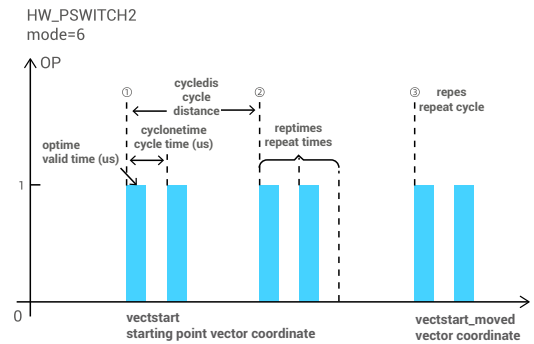 HW_PSWITCH2
mode=6
OP
①
cycledis
cycle
distance
②
③
repes
repeat cycle
optime
valid time (us)
cyclonetime
cycle time (us)
reptimes
repeat times
1
0
vectstart
starting point vector coordinate
vectstart_moved
vector coordinate